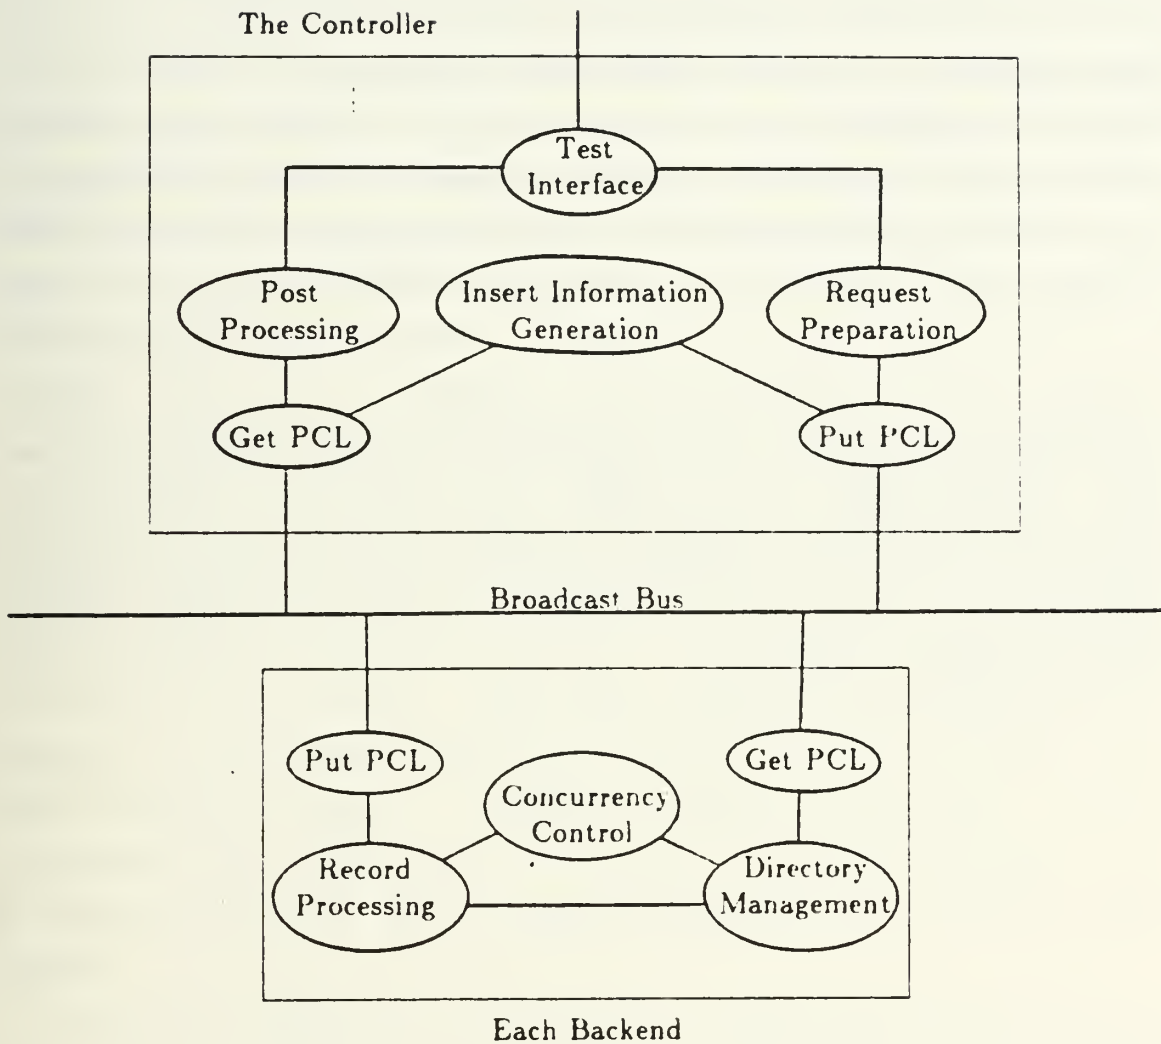 The Controller
Test
Interface
Post
Processing
Insert Information
Generation
Request
Preparation
Get PCL
Put PCL
Broadcast Bus
Put PCL
Get PCL
Concurrency
Control
Record
Processing
Directory
Management
Each Backend